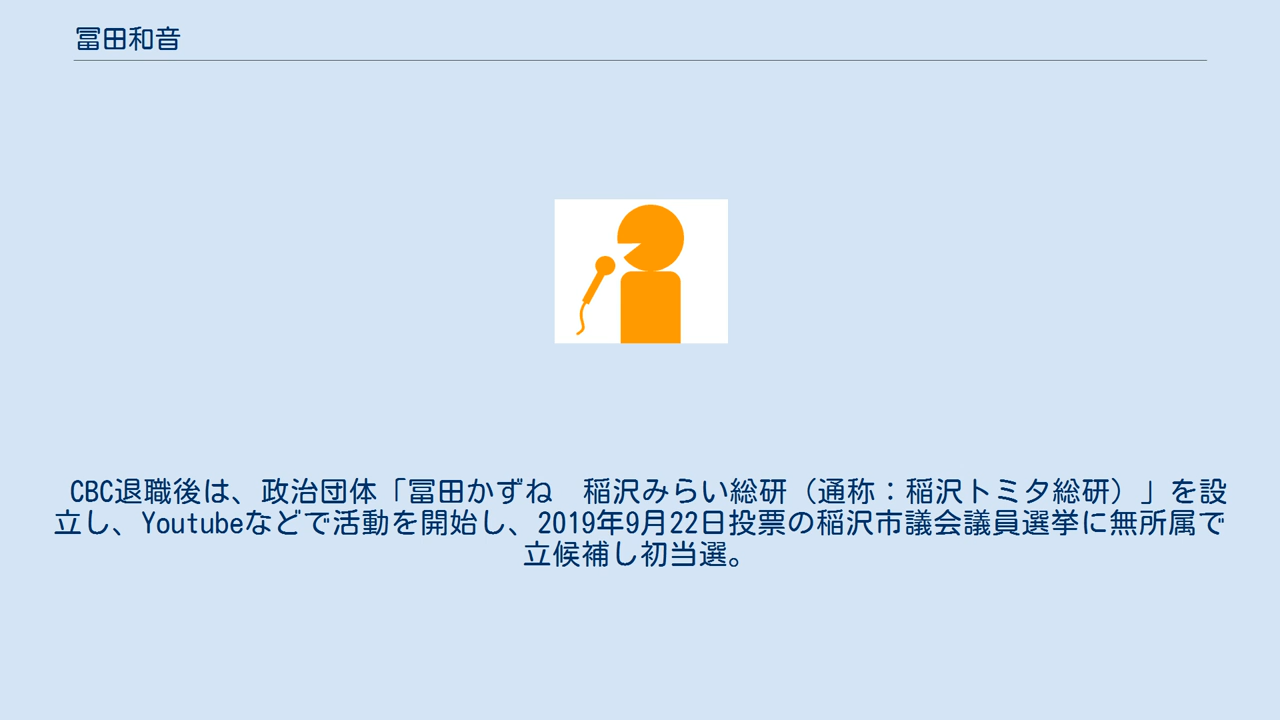 冨田和音
CBC退職後は、政治団体「冨田かずね　稲沢みらい総研（通称：稲沢トミタ総研）」を設
立し、Youtubeなどで活動を開始し、2019年9月22日投票の稲沢市議会議員選挙に無所属で
立候補し初当選。